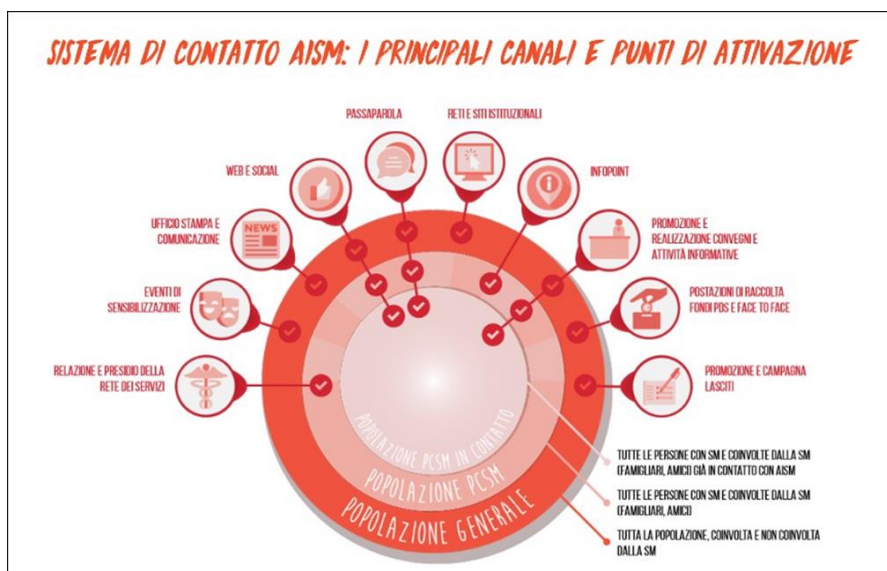 SISTEMA DI CONTATTO AISM: I PRINCIPALI CANALI E PUNTI DI ATTIVAZIONE
PASSAPAROLA
RETI E SITI ISTITUZIONALI
WEB E SOCIAL
INFOPOINT
UFFICIO STAMPA E
COMUNICAZIONE
NEWS
PROMOZIONE E
REALIZZAZIONE CONVEGNI E
ATTIVITÀ INFORMATIVE
EVENTI DI
SENSIBILIZZAZIONE
POSTAZIONI DI RACCOLTA
FONDI PDS E FACE TO FACE
RELAZIONE E PRESIDIO DELLA
RETE DEI SERVIZI
PROMOZIONE E CAMPAGNA
LASCITI
POPOLAZIONE PCSM IN CONTATTO
POPOLAZIONE PCSM
POPOLAZIONE GENERALE
TUTTE LE PERSONE CON SM E COINVOLTE DALLA SM
(FAMIGLIARI, AMICI) GIÀ IN CONTATTO CON AISM
TUTTE LE PERSONE CON SM E COINVOLTE DALLA SM
(FAMIGLIARI, AMICI)
TUTTA LA POPOLAZIONE, COINVOLTA E NON COINVOLTA
DALLA SM